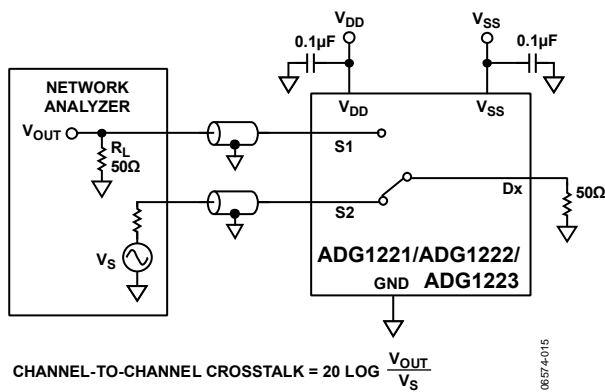 VDD
VSS
0.1µF
0.1µF
NETWORK
ANALYZER
VDD
VSS
VOUT
RL
50Ω
S1
S2
Dx
50Ω
VS
ADG1221/ADG1222/
ADG1223
GND
CHANNEL-TO-CHANNEL CROSSTALK = 20 LOG VOUT
VS
06574-015